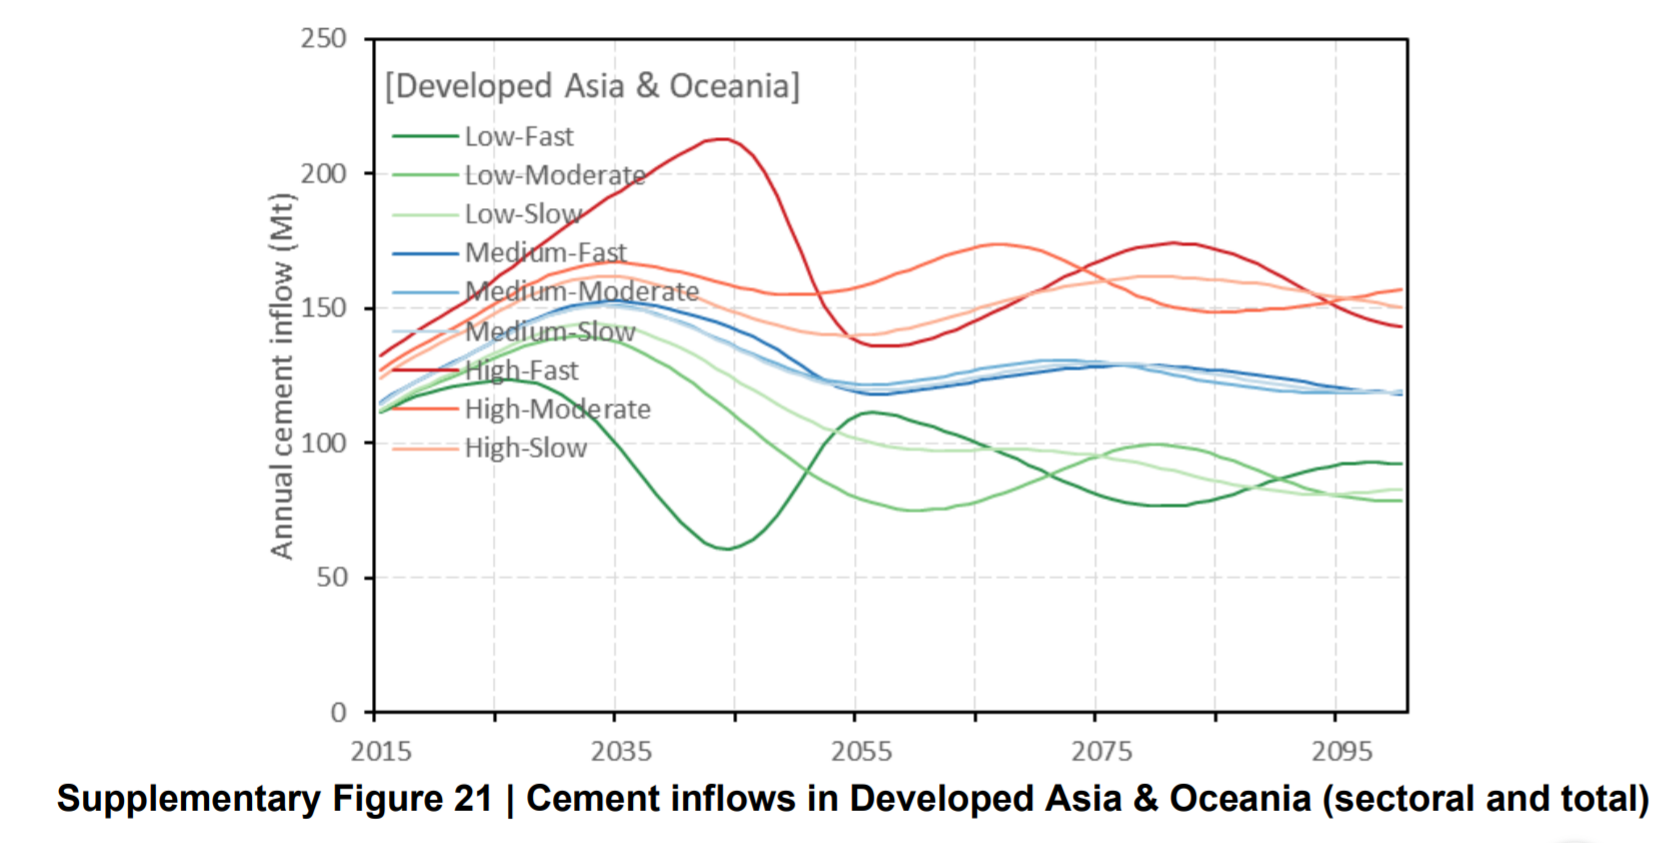 250
[Developed Asia & Oceania]
Low-Fast
Low-Moderate
200
Low-Slow
Medium-Fast
Medium-Moderate
150
Medium-Slow
High-Fast
High-Moderate
100
High-Slow
50
0
Annual cement inflow (Mt)
2015 2035 2055 2075 2095
Supplementary Figure 21 | Cement inflows in Developed Asia & Oceania (sectoral and total)